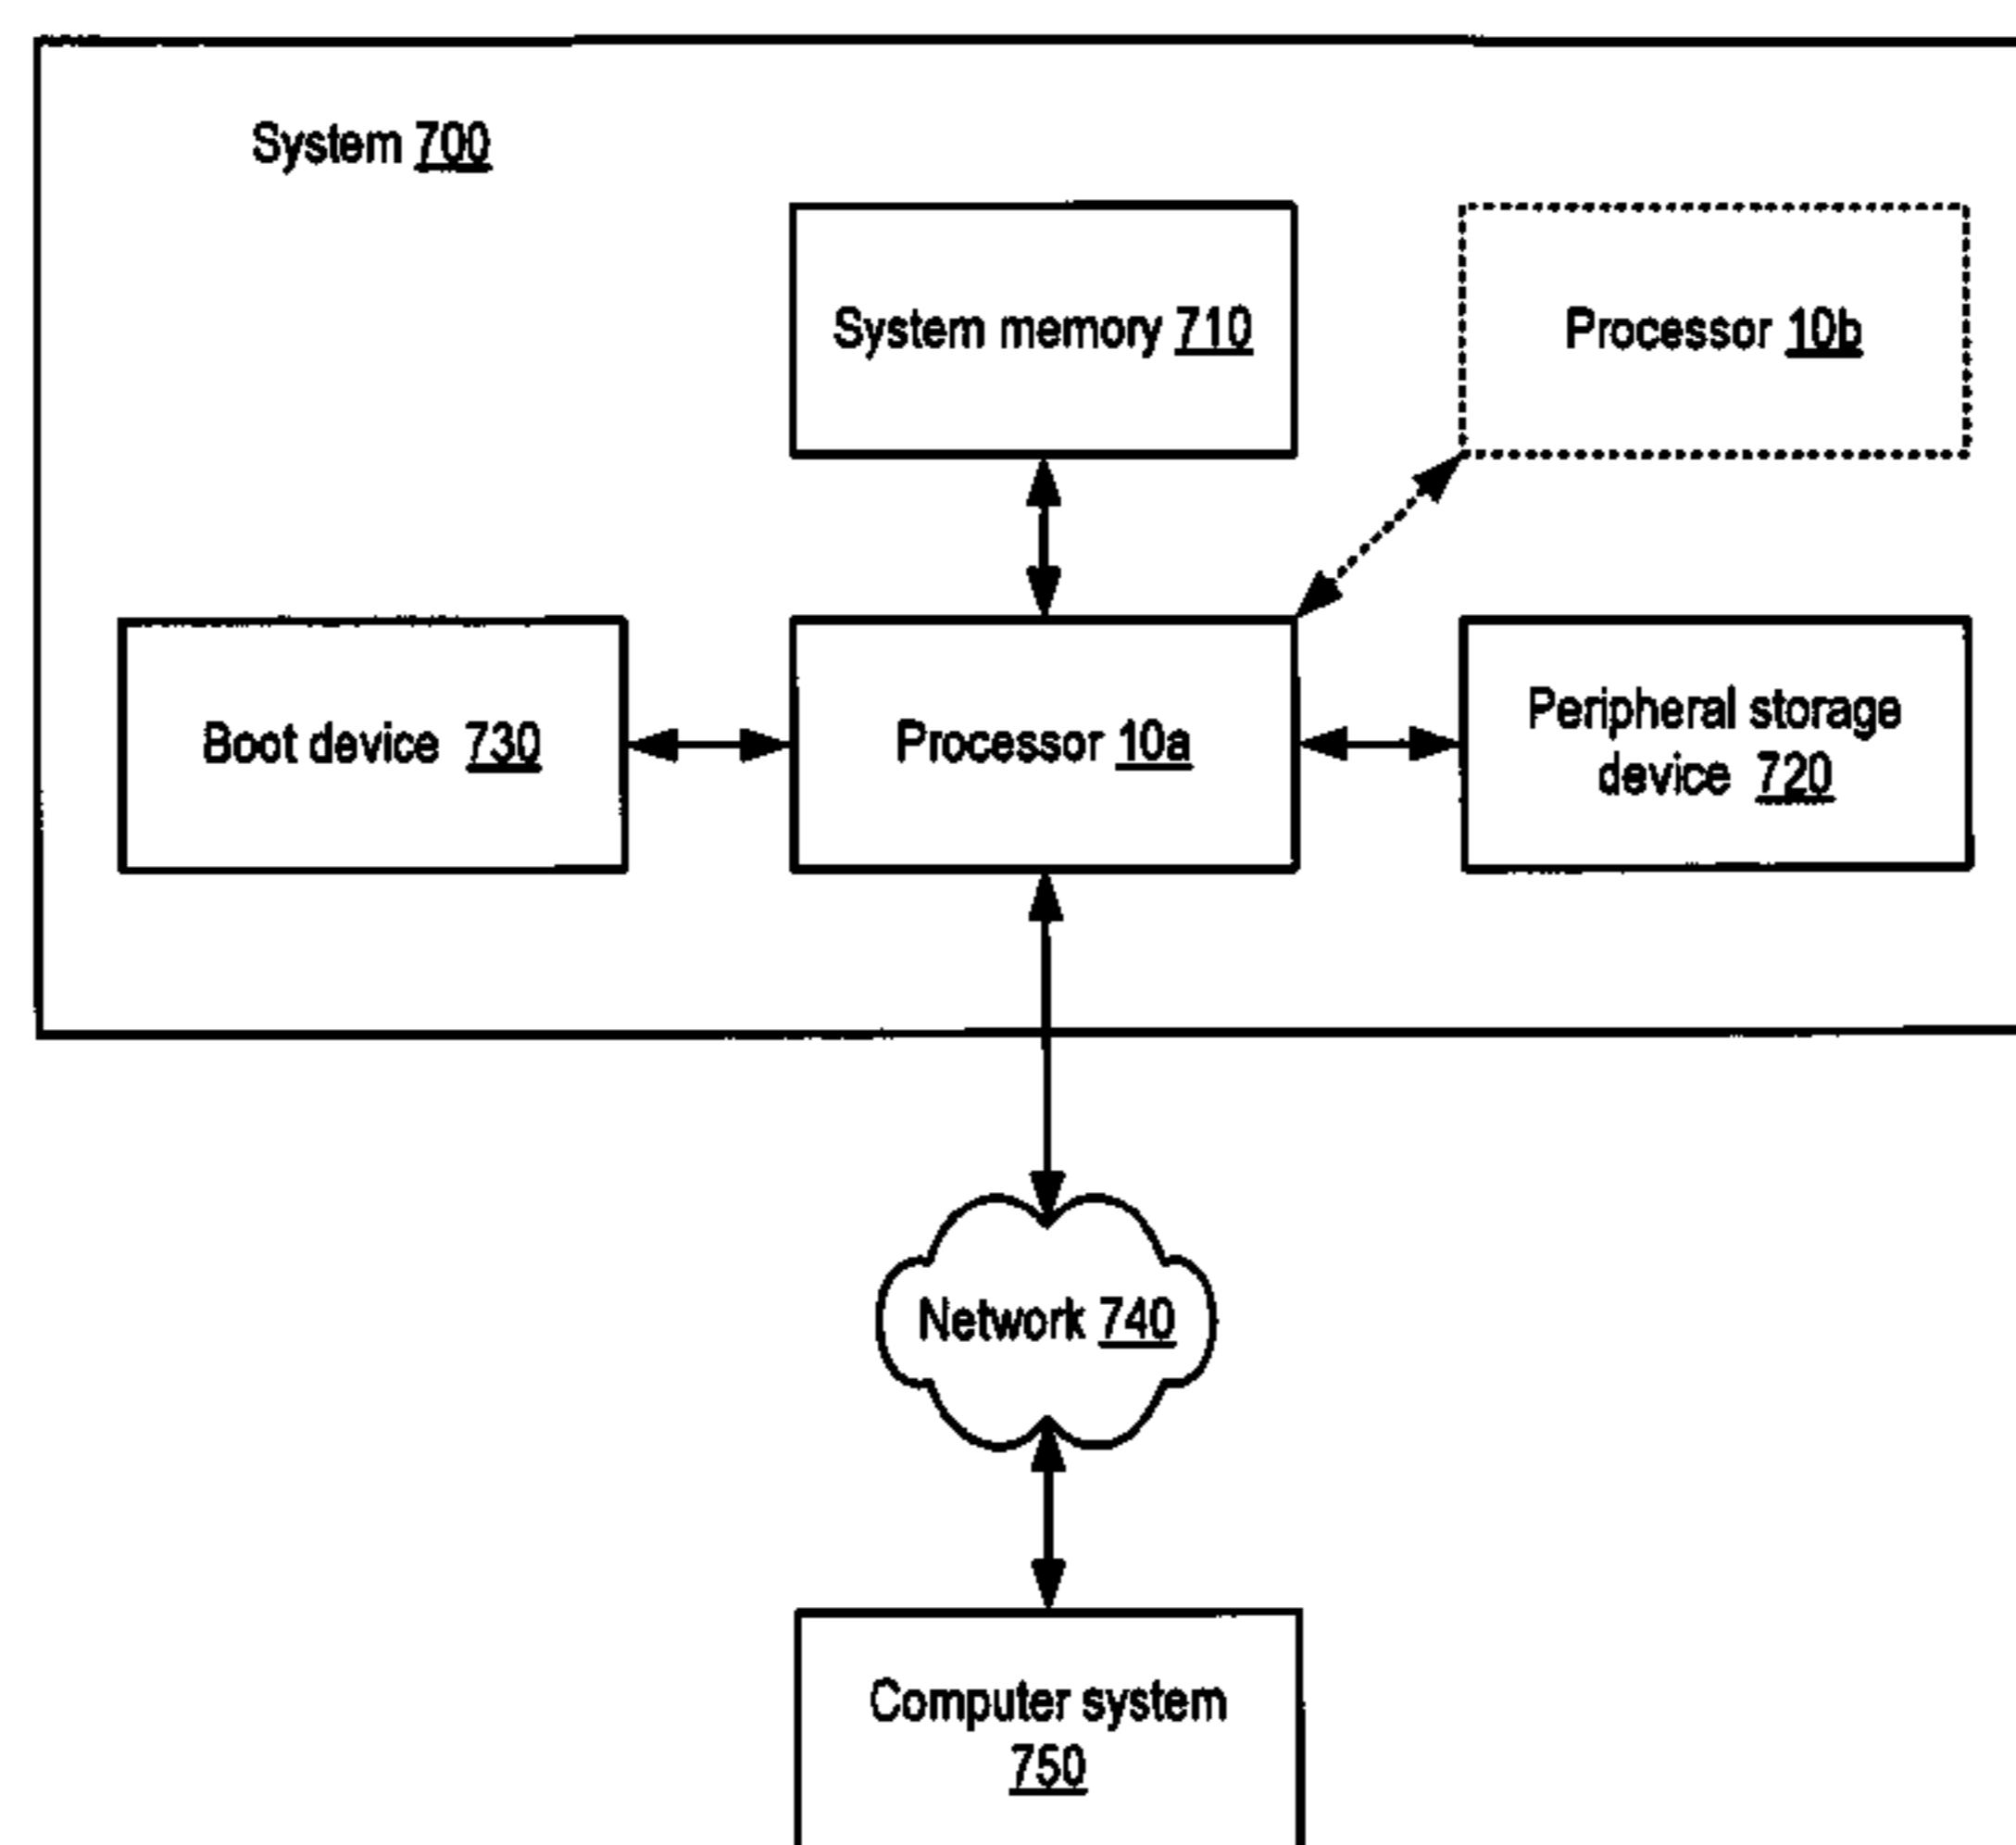 System 700
System memory 710
Processor 10b
Boot device 730
Processor 10a
Peripheral storage
device 720
Network 740
Computer system
750